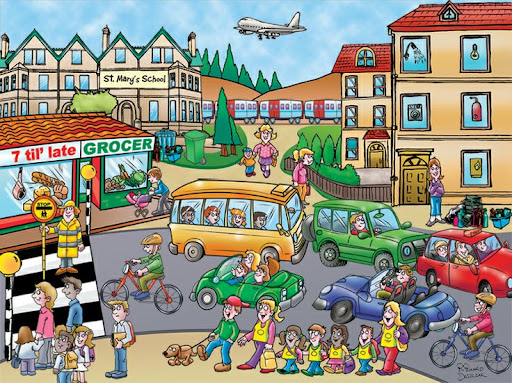 St. Mary's School
7 til' late GROCER
STOP